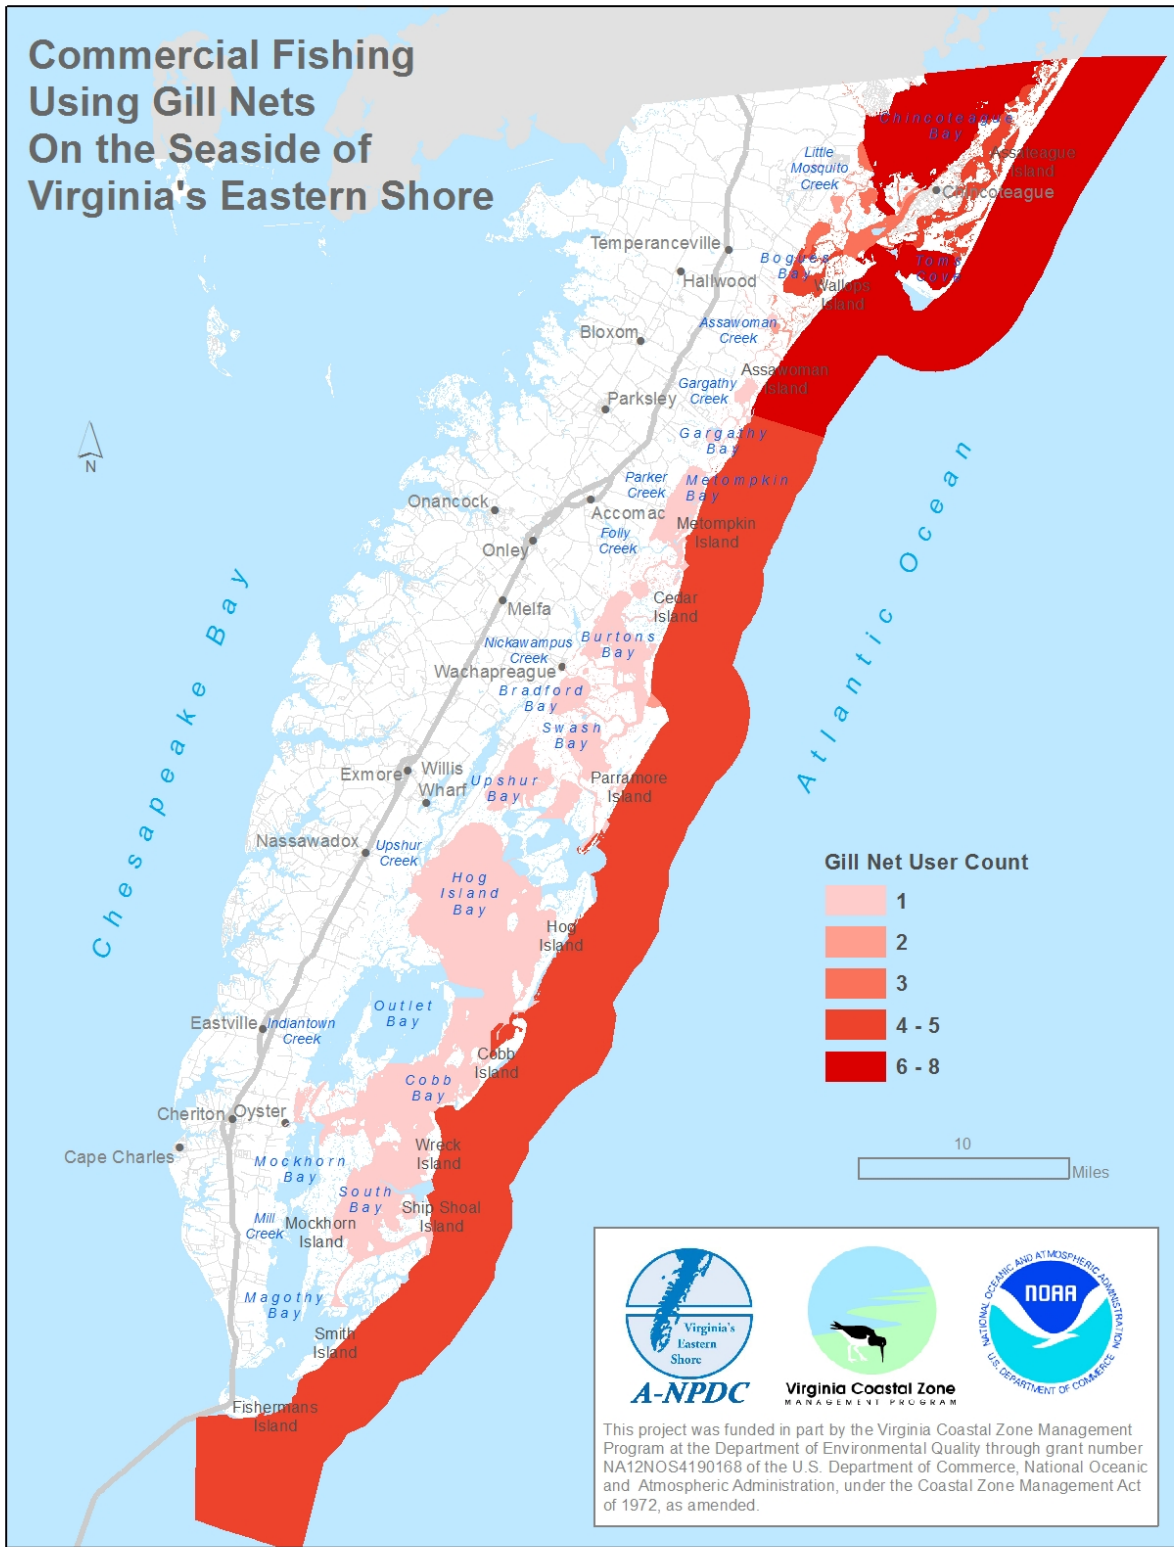 Commercial Fishing
Using Gill Nets
On the Seaside of
Virginia's Eastern Shore
Chincoteague
Bay
Little
Mosquito
Creek
Assateague
Island
Chincoteague
Temperanceville
Bogues
Bay
Toms
Cove
Hallwood
Wallops
Island
Assawoman
Creek
Bloxom
Assawoman
Island
Gargathy
Creek
Parksley
Gargathy
Bay
N
Parker
Creek
Metompkin
Bay
Onancock
Accomac
Metompkin
Island
Folly
Creek
Onley
Atlantic Ocean
Chesapeake Bay
Melfa
Cedar
Island
Burtons
Bay
Nickawampus
Creek
Wachapreague
Bradford
Bay
Swash
Bay
Exmore
Willis
Wharf
Upshur
Bay
Parramore
Island
Nassawadox
Upshur
Creek
Hog
Island
Bay
Hog
Island
Gill Net User Count
1
2
3
4 - 5
6 - 8
Outlet
Bay
Eastville
Indiantown
Creek
Cobb
Island
Cobb
Bay
Cheriton
Oyster
Cape Charles
Wreck
Island
10
Miles
Mockhorn
Bay
South
Bay
Ship Shoal
Island
Mill
Creek
Mockhorn
Island
Magothy
Bay
Smith
Island
Fishermans
Island
Virginia's
Eastern
Shore
A-NPDC
Virginia Coastal Zone
MANAGEMENT PROGRAM
NATIONAL OCEANIC AND ATMOSPHERIC ADMINISTRATION
NOAA
U.S. DEPARTMENT OF COMMERCE
This project was funded in part by the Virginia Coastal Zone Management
Program at the Department of Environmental Quality through grant number
NA12NOS4190168 of the U.S. Department of Commerce, National Oceanic
and Atmospheric Administration, under the Coastal Zone Management Act
of 1972, as amended.